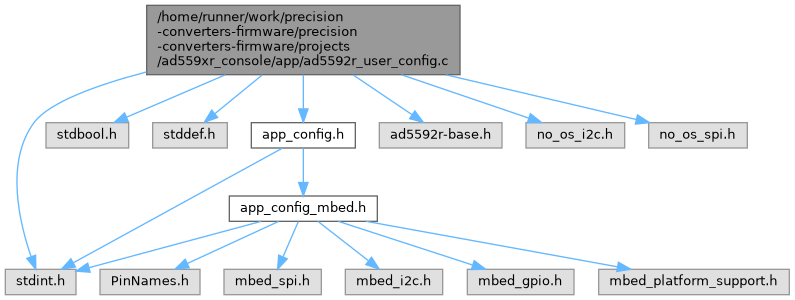 /home/runner/work/precision
-converters-firmware/precision
-converters-firmware/projects
/ad559xr_console/app/ad5592r_user_config.c
stdbool.h
stddef.h
app_config.h
ad5592r-base.h
no_os_i2c.h
no_os_spi.h
app_config_mbed.h
stdint.h
PinNames.h
mbed_spi.h
mbed_i2c.h
mbed_gpio.h
mbed_platform_support.h